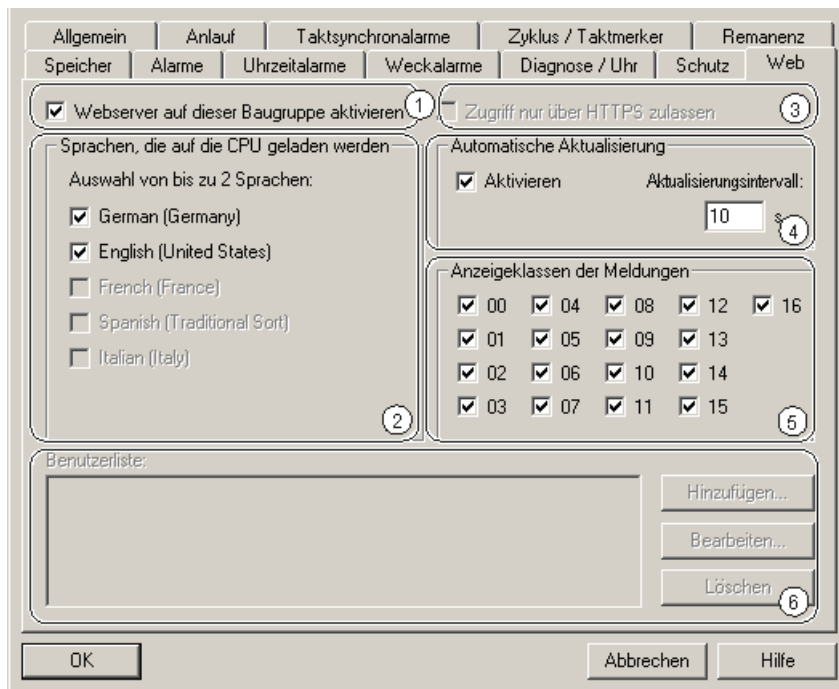 Allgemein Anlauf Taktsynchronalarme Zyklus / Taktmerker Remanenz
Speicher Alarme Uhrzeitalarme Weckalarme Diagnose / Uhr Schutz Web
Webserver auf dieser Baugruppe aktivieren 1
Zugriff nur über HTTPS zulassen 3
Sprachen, die auf die CPU geladen werden
Auswahl von bis zu 2 Sprachen:
German (Germany)
English (United States)
French (France)
Spanish (Traditional Sort)
Italian (Italy)
2
Automatische Aktualisierung
Aktivieren Aktualisierungsintervall:
10 s
4
Anzeigeklassen der Meldungen
00 04 08 12 16
01 05 09 13
02 06 10 14
03 07 11 15
5
Benutzerliste:
Hinzufügen...
Bearbeiten...
Löschen
6
OK Abbrechen Hilfe